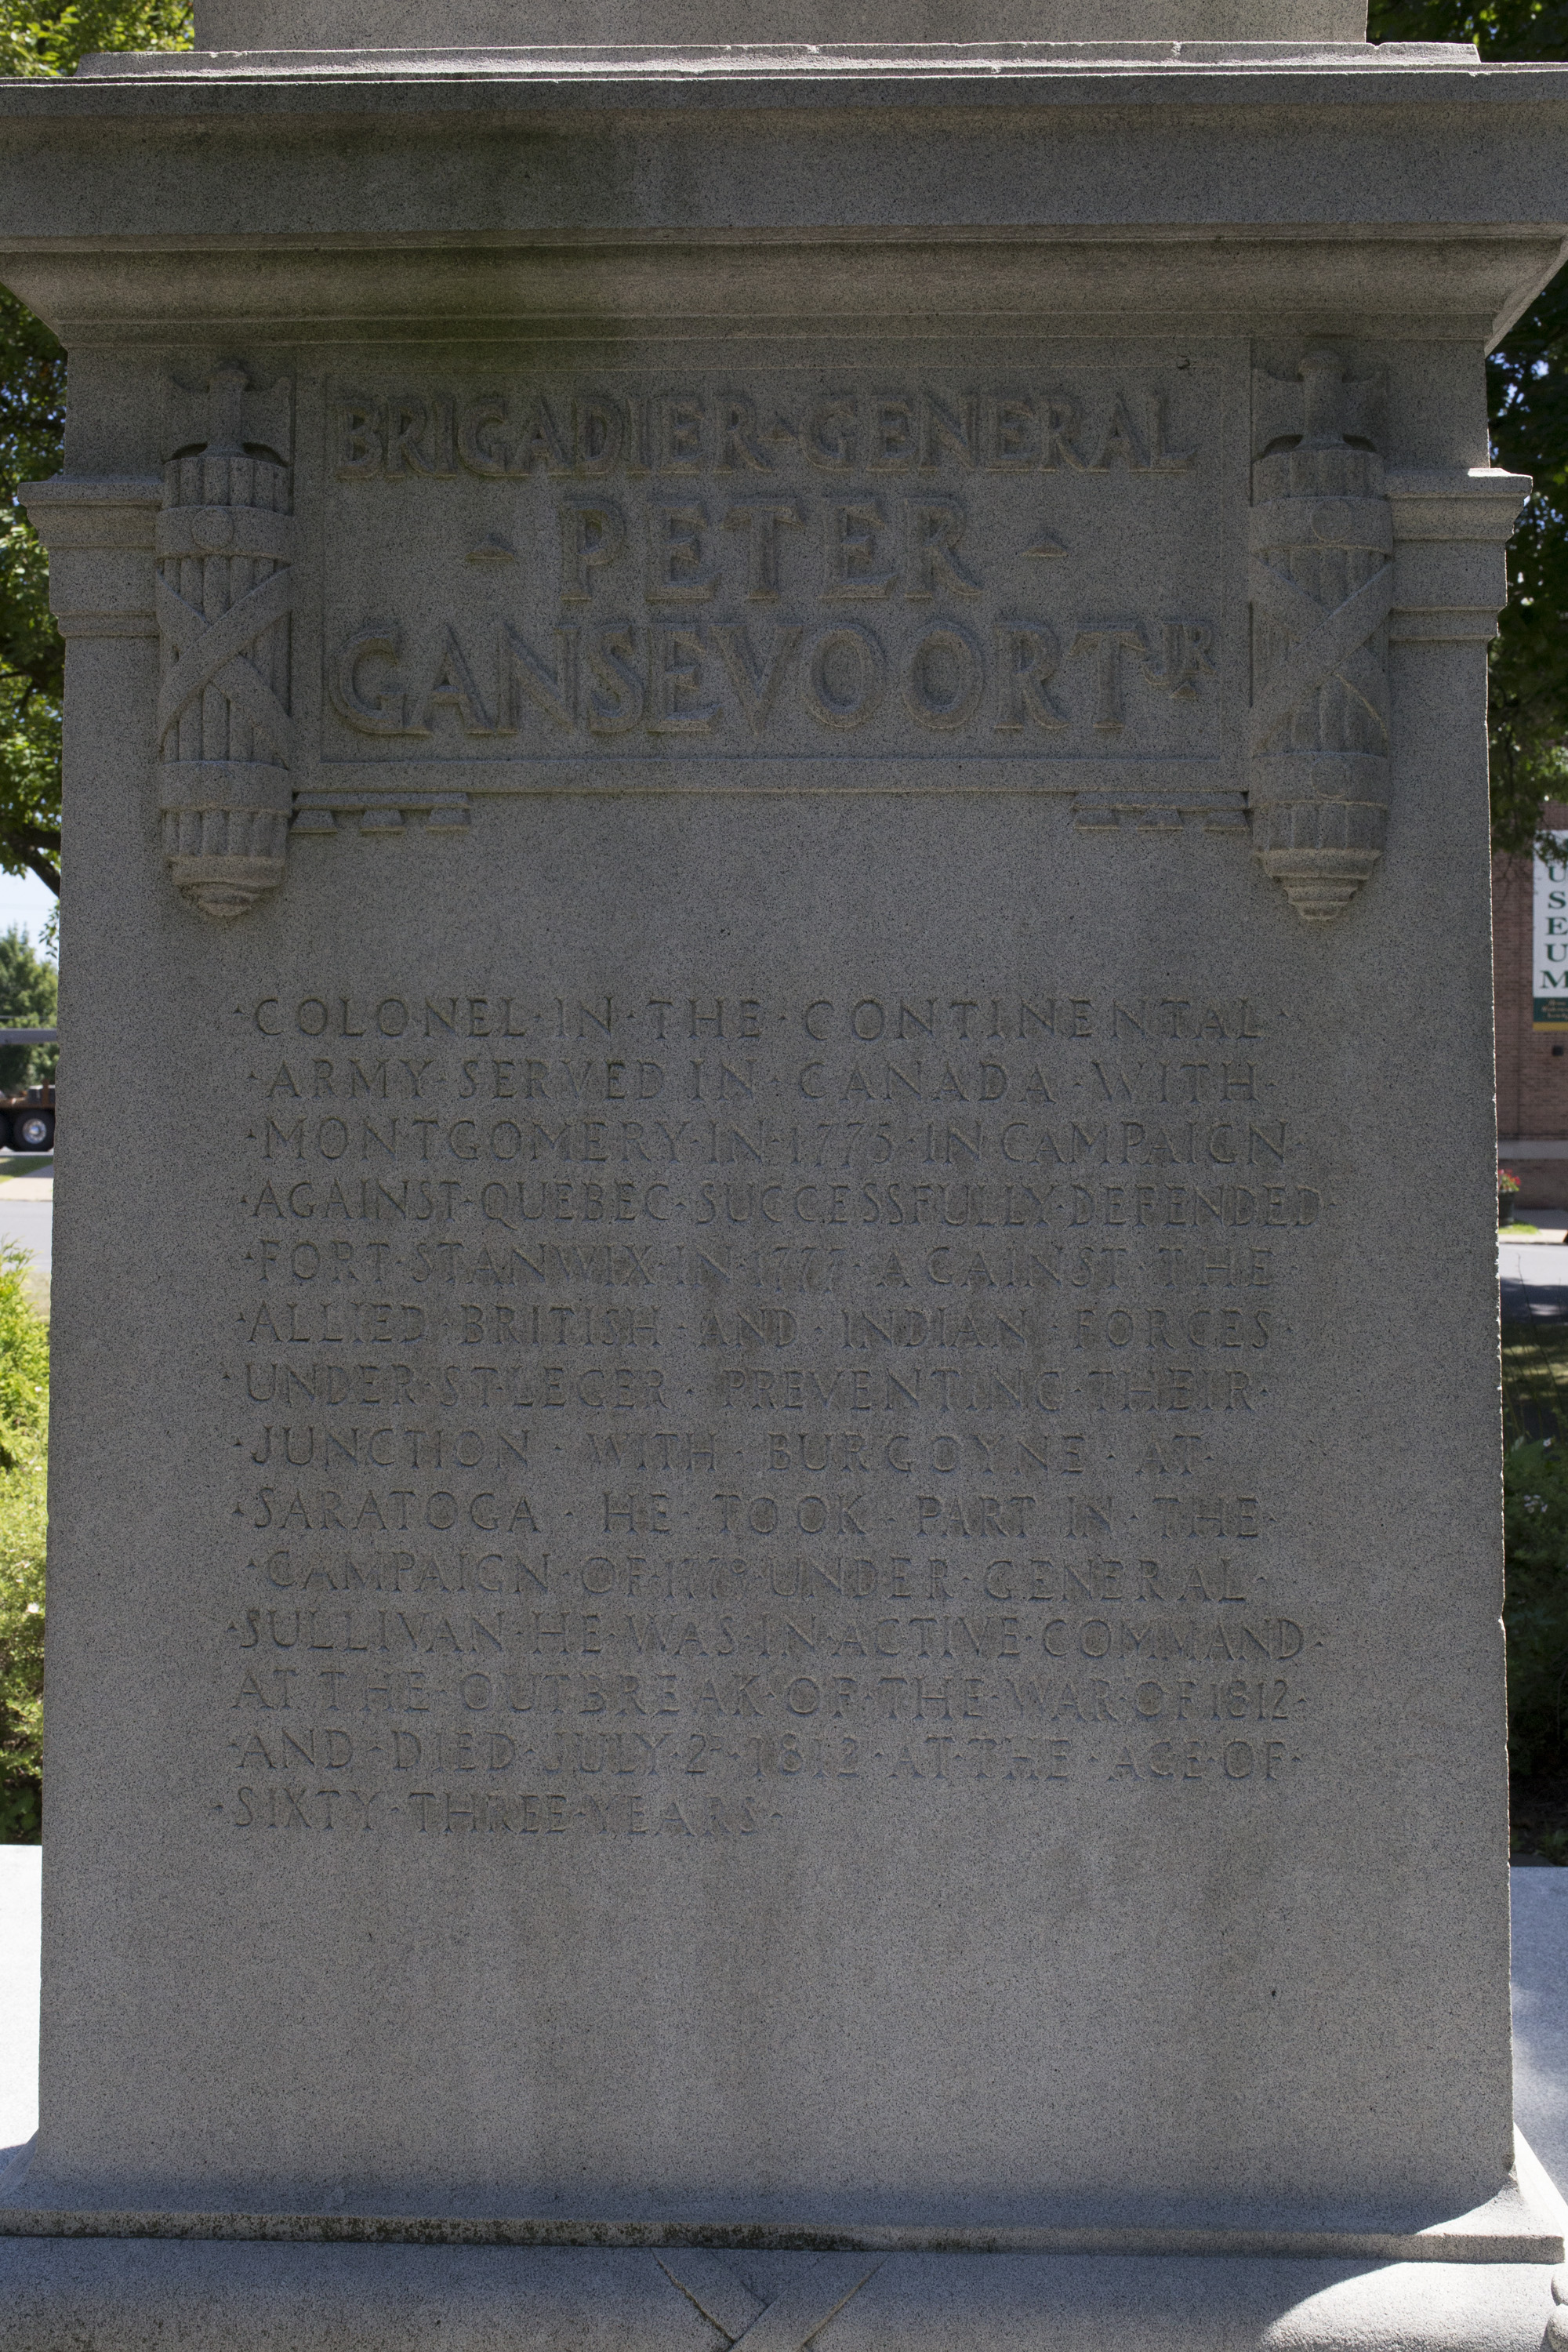 BRIGADIER-GENERAL
- PETER -
GANSEVOORT JR
·COLONEL·IN·THE·CONTINENTAL·
·ARMY·SERVED·IN·CANADA·WITH·
·MONTGOMERY·IN·1775·IN·CAMPAIGN·
·AGAINST·QUEBEC·SUCCESSFULLY·DEFENDED·
·FORT·STANWIX·IN·1777·AGAINST·THE·
·ALLIED·BRITISH·AND·INDIAN·FORCES·
·UNDER·ST·LEGER·PREVENTING·THEIR·
·JUNCTION·WITH·BURGOYNE·AT·
·SARATOGA·HE·TOOK·PART·IN·THE·
·CAMPAIGN·OF·1779·UNDER·GENERAL·
·SULLIVAN·HE·WAS·IN·ACTIVE·COMMAND·
AT·THE·OUTBREAK·OF·THE·WAR·OF·1812·
·AND·DIED·JULY·2·1812·AT·THE·AGE·OF·
·SIXTY·THREE·YEARS·
U
S
E
U
M